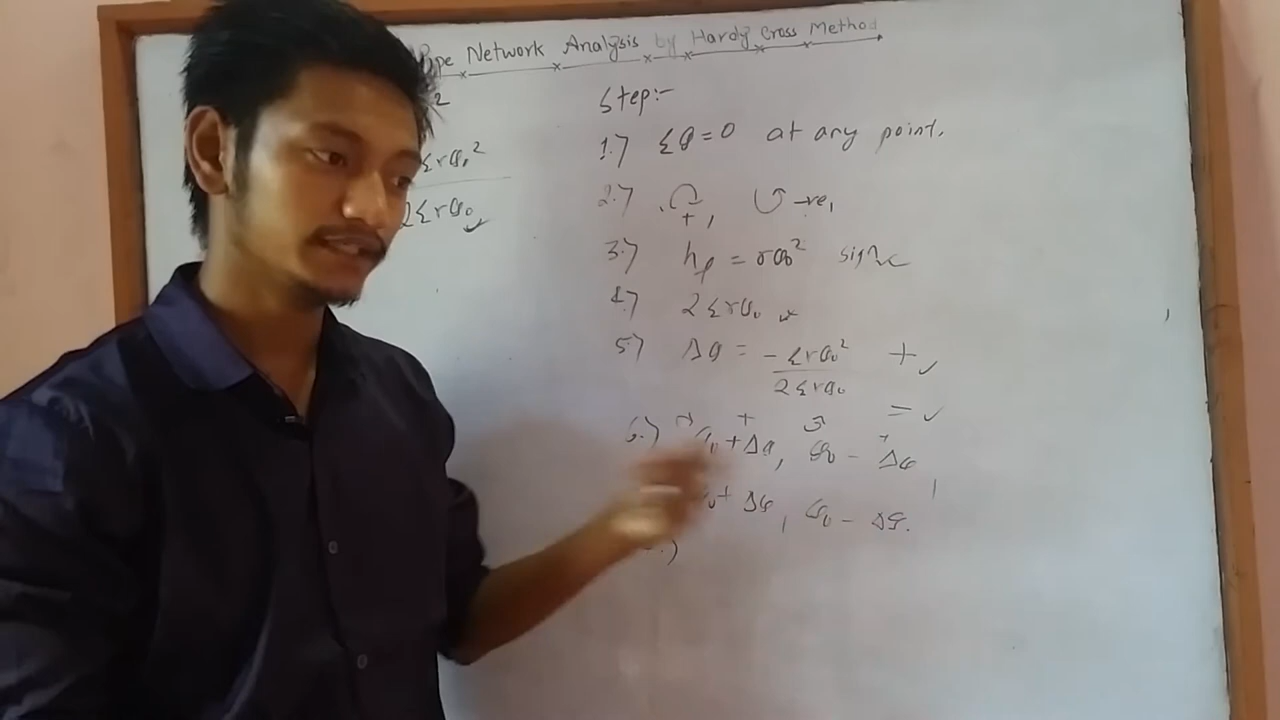 Pipe Network Analysis by Hardy Cross Method
2
ΣrQ₀²
2ΣrQ₀ ✓
Step:-
1.) ΣQ=0 at any point.
2.) ↻ +, ↺ -ve,
3.) hf = rQ₀² sign
4.) 2ΣrQ₀
5.) ΔQ = -ΣrQ₀² / 2ΣrQ₀ + ✓
= ✓
6.) Q₀ + ΔQ, Q₀ - ΔQ
Q₀ + ΔQ, Q₀ - ΔQ.